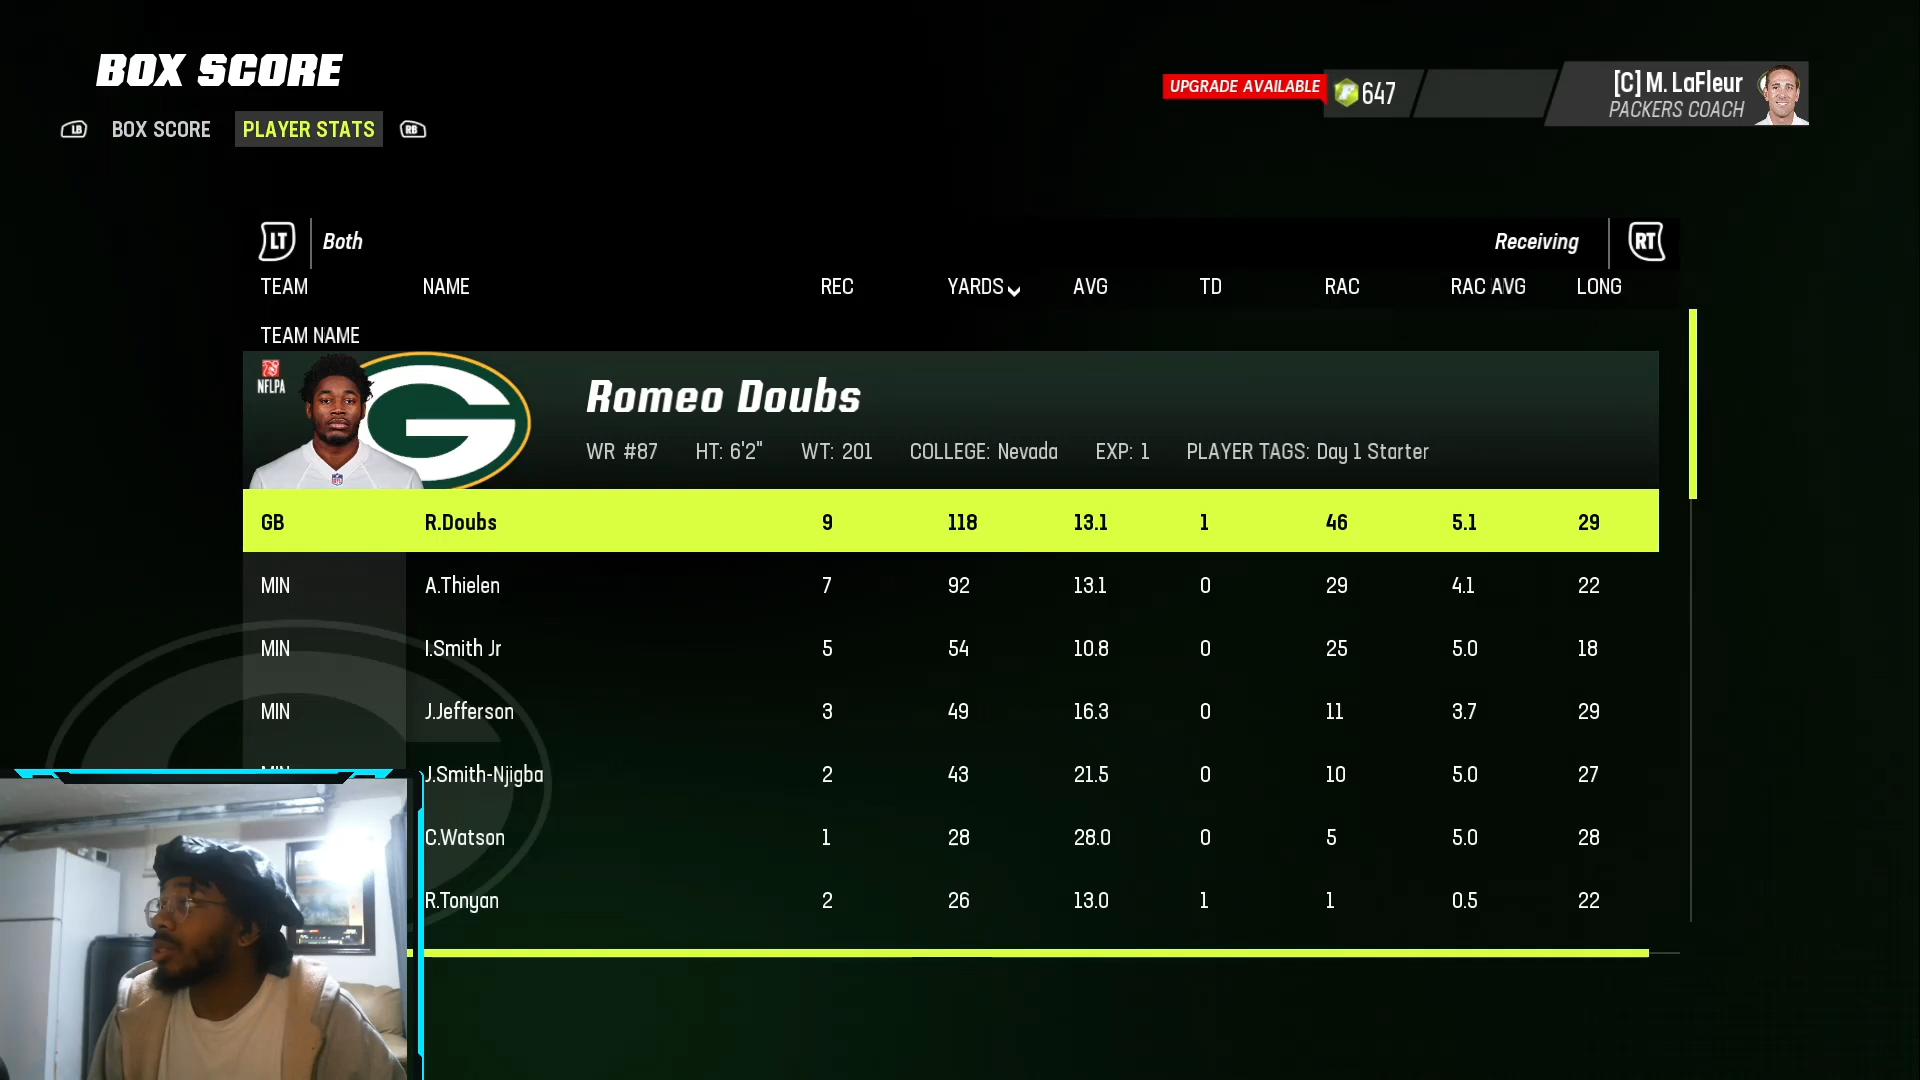 BOX SCORE
UPGRADE AVAILABLE 647 [C] M. LaFleur
PACKERS COACH
LB BOX SCORE PLAYER STATS RB
LT Both Receiving RT
TEAM NAME REC YARDS AVG TD RAC RAC AVG LONG
TEAM NAME
NFLPA
Romeo Doubs
WR #87 HT: 6'2" WT: 201 COLLEGE: Nevada EXP: 1 PLAYER TAGS: Day 1 Starter
GB R.Doubs 9 118 13.1 1 46 5.1 29
MIN A.Thielen 7 92 13.1 0 29 4.1 22
MIN I.Smith Jr 5 54 10.8 0 25 5.0 18
MIN J.Jefferson 3 49 16.3 0 11 3.7 29
MIN J.Smith-Njigba 2 43 21.5 0 10 5.0 27
C.Watson 1 28 28.0 0 5 5.0 28
R.Tonyan 2 26 13.0 1 1 0.5 22